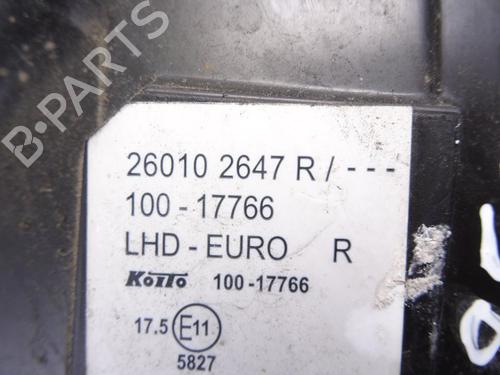 B-PARTS
26010 2647 R / - - -
100 - 17766
LHD - EURO R
KOITO 100 -17766
17.5 E11
5827